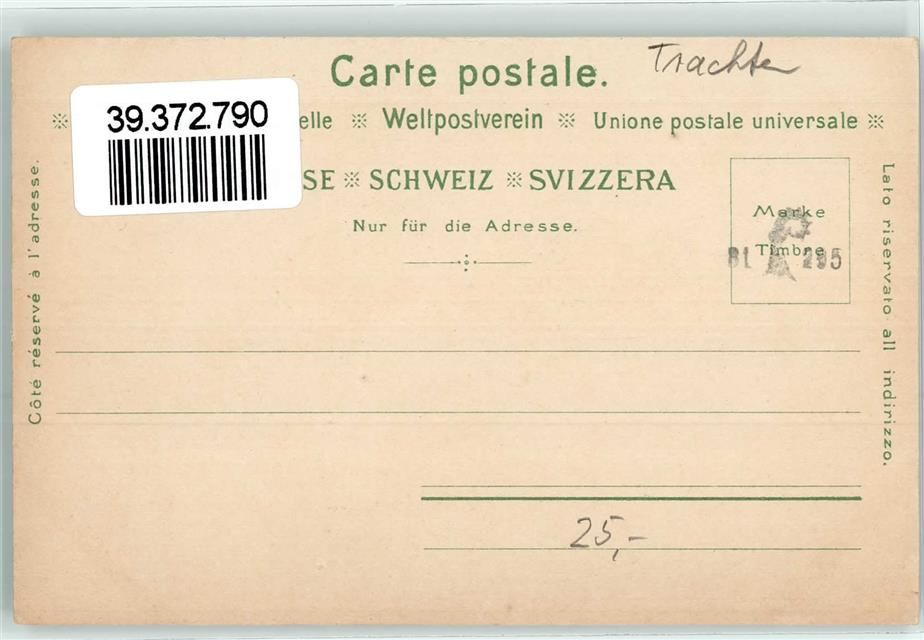 Carte postale.
Trachten
39.372.790
elle ※ Weltpostverein ※ Unione postale universale ※
SE ※ SCHWEIZ ※ SVIZZERA
Nur für die Adresse.
Marke
Timbre
BL 295
Côté réservé à l'adresse.
Lato riservato all indirizzo.
25,-